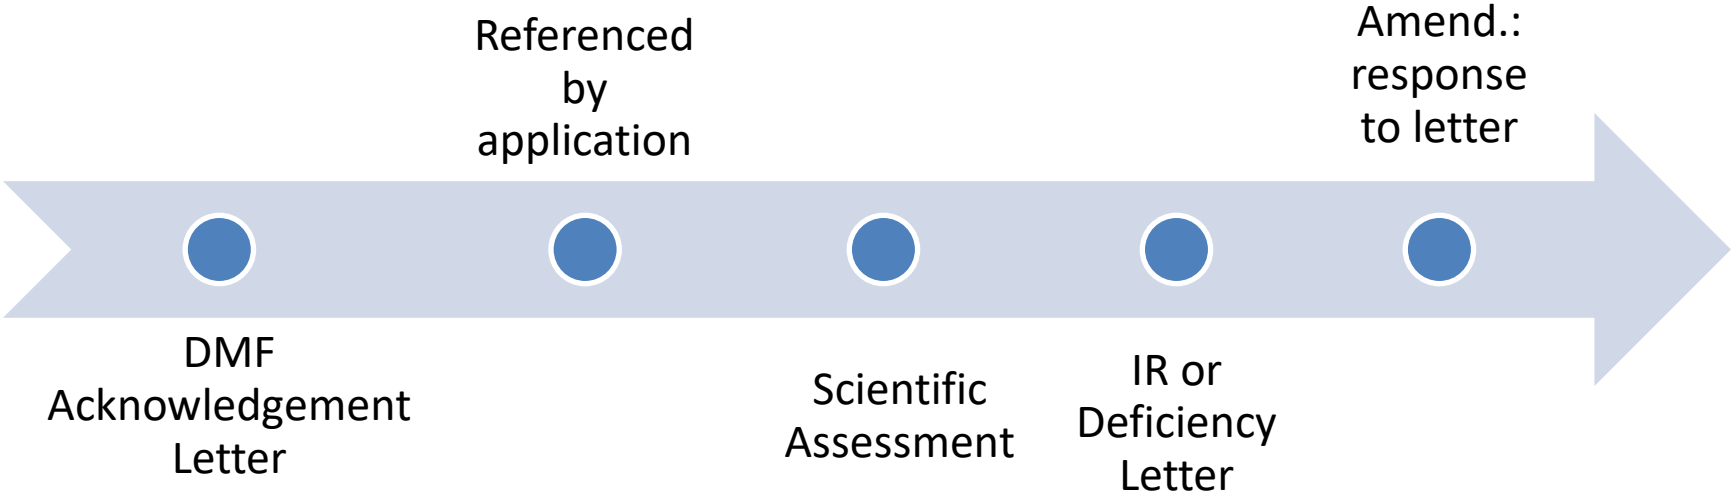 DMF
Acknowledgement
Letter
Referenced
by
application
Scientific
Assessment
IR or
Deficiency
Letter
Amend.:
response
to letter